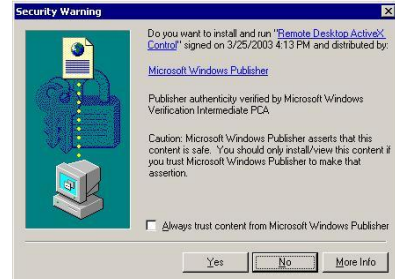 Security Warning
Do you want to install and run "Remote Desktop ActiveX
Control" signed on 3/25/2003 4:13 PM and distributed by:
Microsoft Windows Publisher
Publisher authenticity verified by Microsoft Windows
Verification Intermediate PCA
Caution: Microsoft Windows Publisher asserts that this
content is safe. You should only install/view this content if
you trust Microsoft Windows Publisher to make that
assertion.
Always trust content from Microsoft Windows Publisher
Yes No More Info